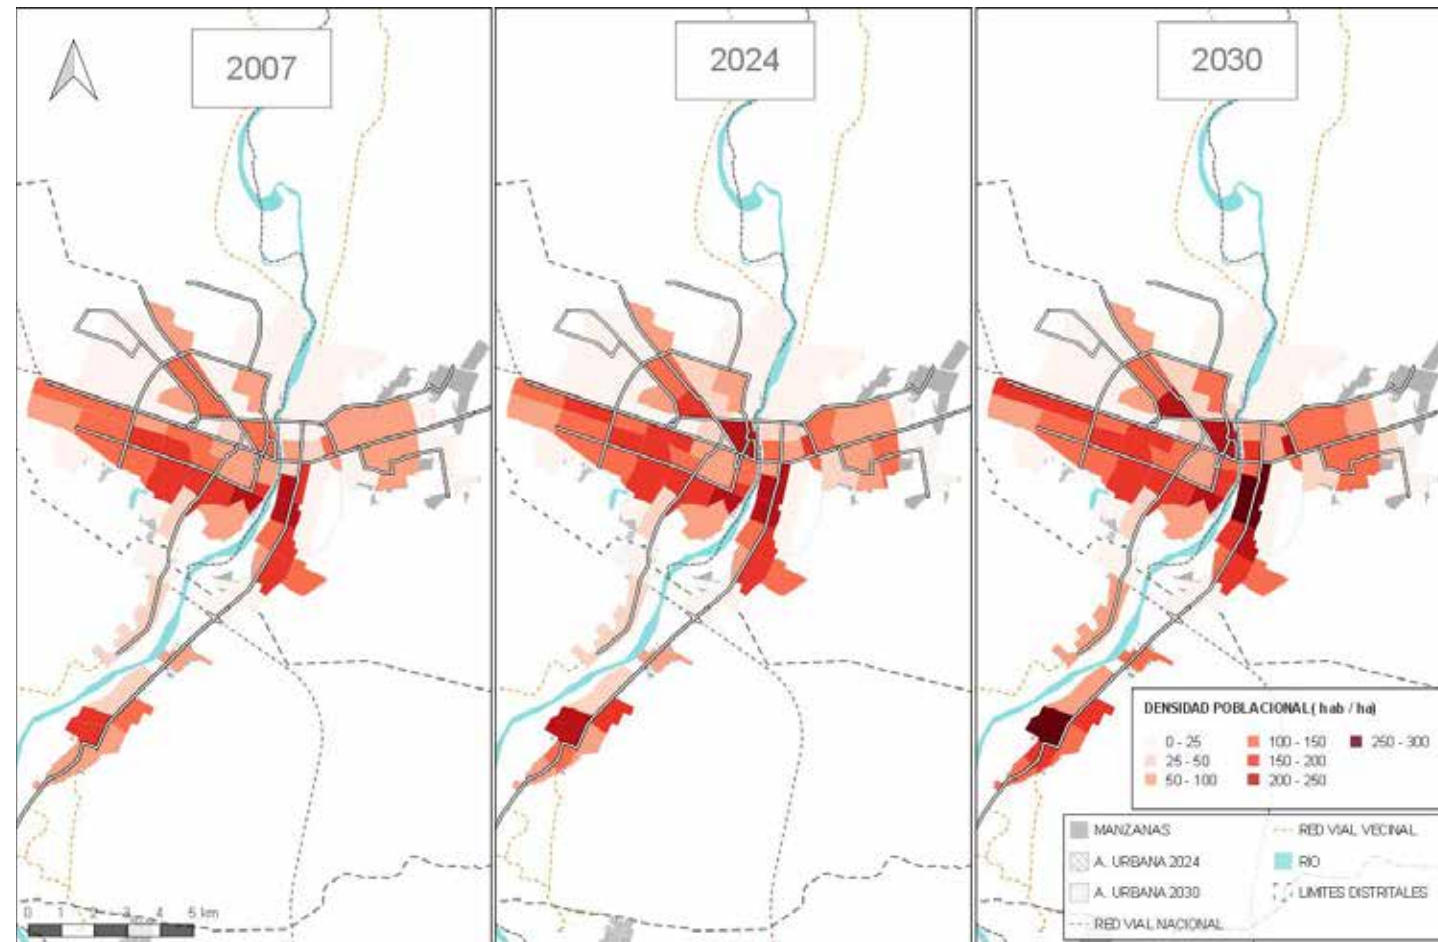 2007
2024
2030
DENSIDAD POBLACIONAL( hab / ha)
0 - 25
100 - 150
250 - 300
25 - 50
150 - 200
50 - 100
200 - 250
MANZANAS
RED VIAL VECINAL
A. URBANA 2024
RIO
A. URBANA 2030
LIMITES DISTRITALES
RED VIAL NACIONAL
0 1 2 3 4 5 km